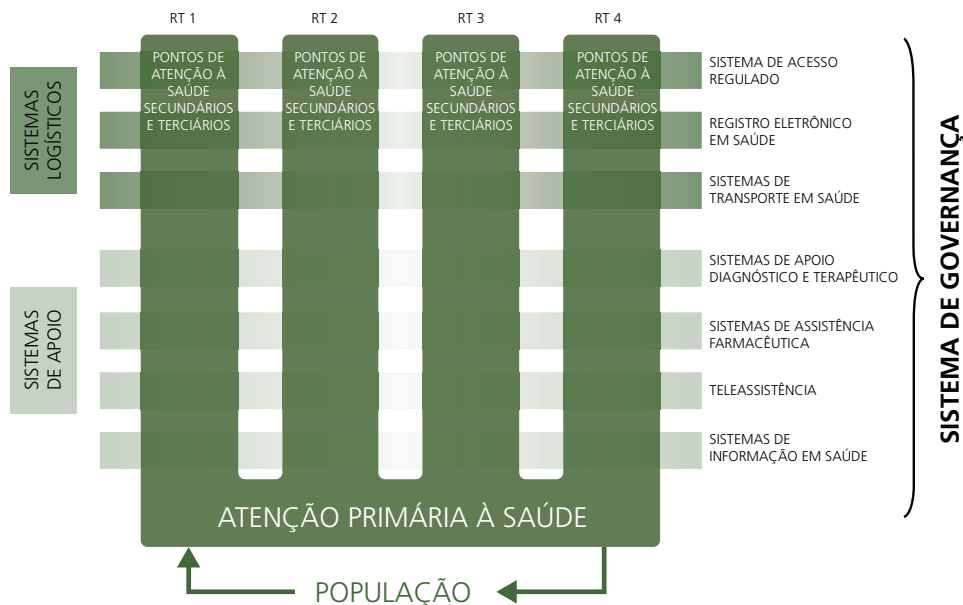 RT 1
RT 2
RT 3
RT 4
PONTOS DE
ATENÇÃO À
SAÚDE
SECUNDÁRIOS
E TERCIÁRIOS
PONTOS DE
ATENÇÃO À
SAÚDE
SECUNDÁRIOS
E TERCIÁRIOS
PONTOS DE
ATENÇÃO À
SAÚDE
SECUNDÁRIOS
E TERCIÁRIOS
PONTOS DE
ATENÇÃO À
SAÚDE
SECUNDÁRIOS
E TERCIÁRIOS
SISTEMAS
LOGÍSTICOS
SISTEMAS
DE APOIO
SISTEMA DE ACESSO
REGULADO
REGISTRO ELETRÔNICO
EM SAÚDE
SISTEMAS DE
TRANSPORTE EM SAÚDE
SISTEMAS DE APOIO
DIAGNÓSTICO E TERAPÊUTICO
SISTEMAS DE ASSISTÊNCIA
FARMACÊUTICA
TELEASSISTÊNCIA
SISTEMAS DE
INFORMAÇÃO EM SAÚDE
SISTEMA DE GOVERNANÇA
ATENÇÃO PRIMÁRIA À SAÚDE
POPULAÇÃO